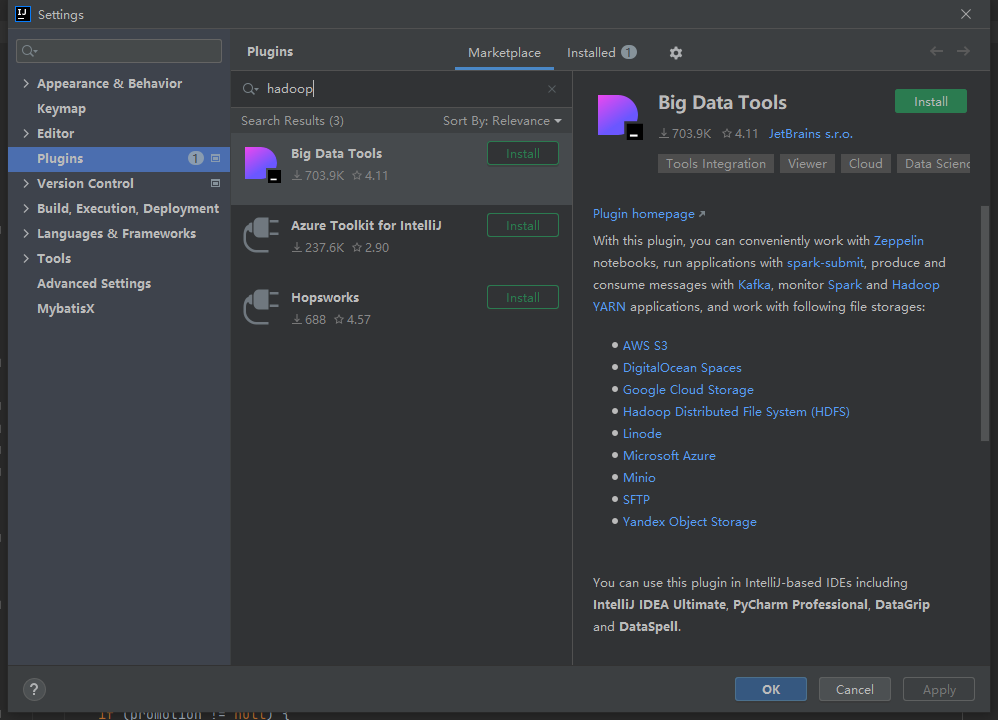 Settings
Plugins
Marketplace
Installed 1
hadoop
Appearance & Behavior
Keymap
Editor
Plugins 1
Version Control
Build, Execution, Deployment
Languages & Frameworks
Tools
Advanced Settings
MybatisX
Search Results (3)
Sort By: Relevance
Big Data Tools
Install
703.9K 4.11
Azure Toolkit for IntelliJ
Install
237.6K 2.90
Hopsworks
Install
688 4.57
Big Data Tools
Install
703.9K 4.11 JetBrains s.r.o.
Tools Integration Viewer Cloud Data Scienc
Plugin homepage
With this plugin, you can conveniently work with Zeppelin
notebooks, run applications with spark-submit, produce and
consume messages with Kafka, monitor Spark and Hadoop
YARN applications, and work with following file storages:
• AWS S3
• DigitalOcean Spaces
• Google Cloud Storage
• Hadoop Distributed File System (HDFS)
• Linode
• Microsoft Azure
• Minio
• SFTP
• Yandex Object Storage
You can use this plugin in IntelliJ-based IDEs including
IntelliJ IDEA Ultimate, PyCharm Professional, DataGrip
and DataSpell.
?
OK
Cancel
Apply
if (promotion != null) {